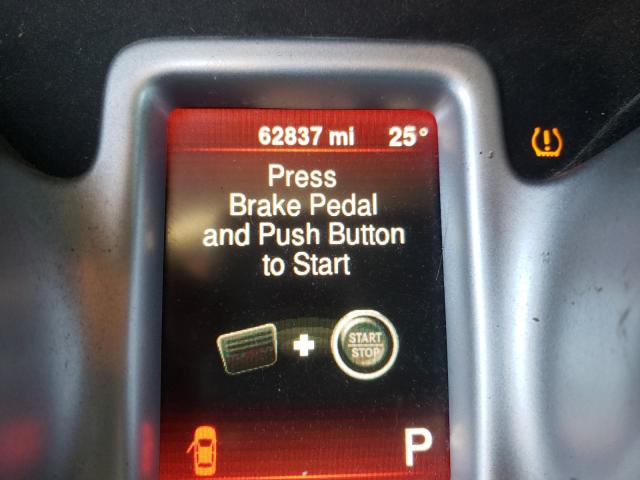 62837 mi 25°
Press
Brake Pedal
and Push Button
to Start
START
STOP
P